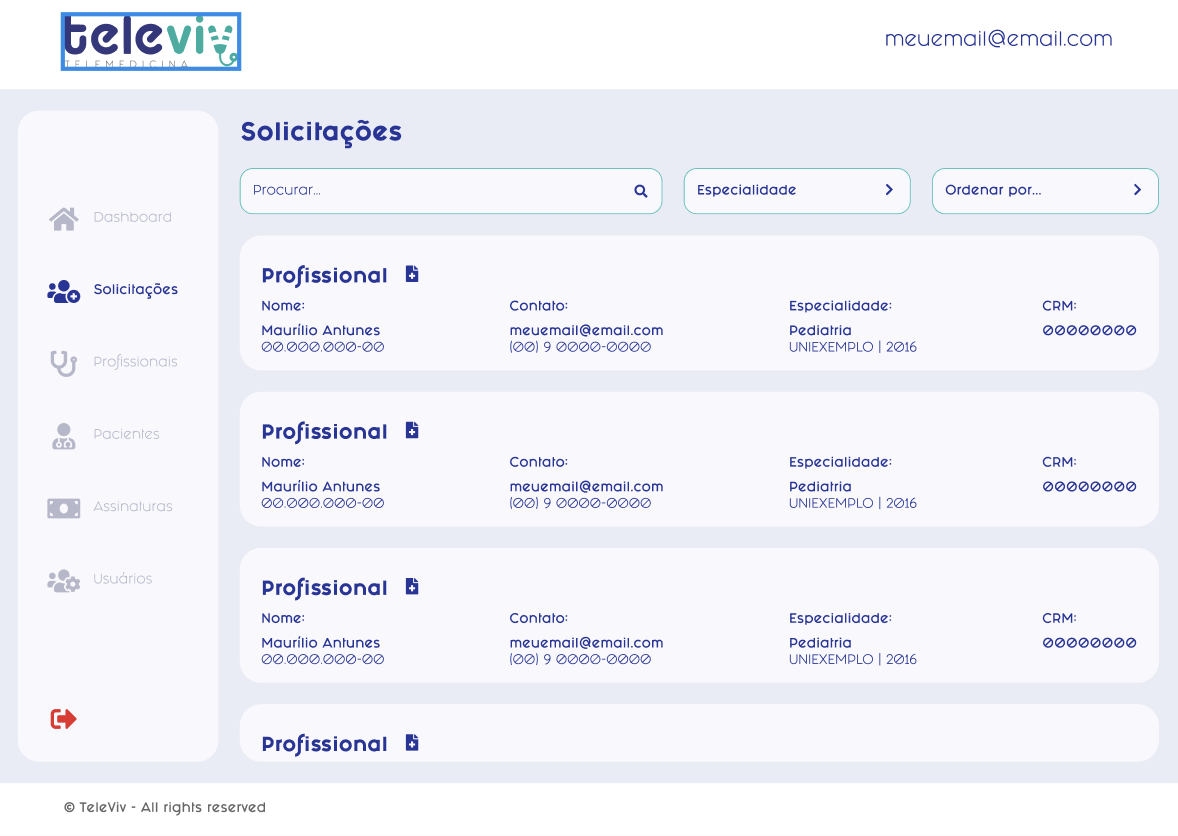 televiv
TELEMEDICINA
meuemail@email.com
Solicitações
Procurar...
Especialidade
Ordenar por...
Dashboard
Solicitações
Profissionais
Pacientes
Assinaturas
Usuários
Profissional
Nome: Contato: Especialidade: CRM:
Maurílio Antunes meuemail@email.com Pediatria 00000000
00.000.000-00 (00) 9 0000-0000 UNIEXEMPLO | 2016
Profissional
Nome: Contato: Especialidade: CRM:
Maurílio Antunes meuemail@email.com Pediatria 00000000
00.000.000-00 (00) 9 0000-0000 UNIEXEMPLO | 2016
Profissional
Nome: Contato: Especialidade: CRM:
Maurílio Antunes meuemail@email.com Pediatria 00000000
00.000.000-00 (00) 9 0000-0000 UNIEXEMPLO | 2016
Profissional
© TeleViv - All rights reserved